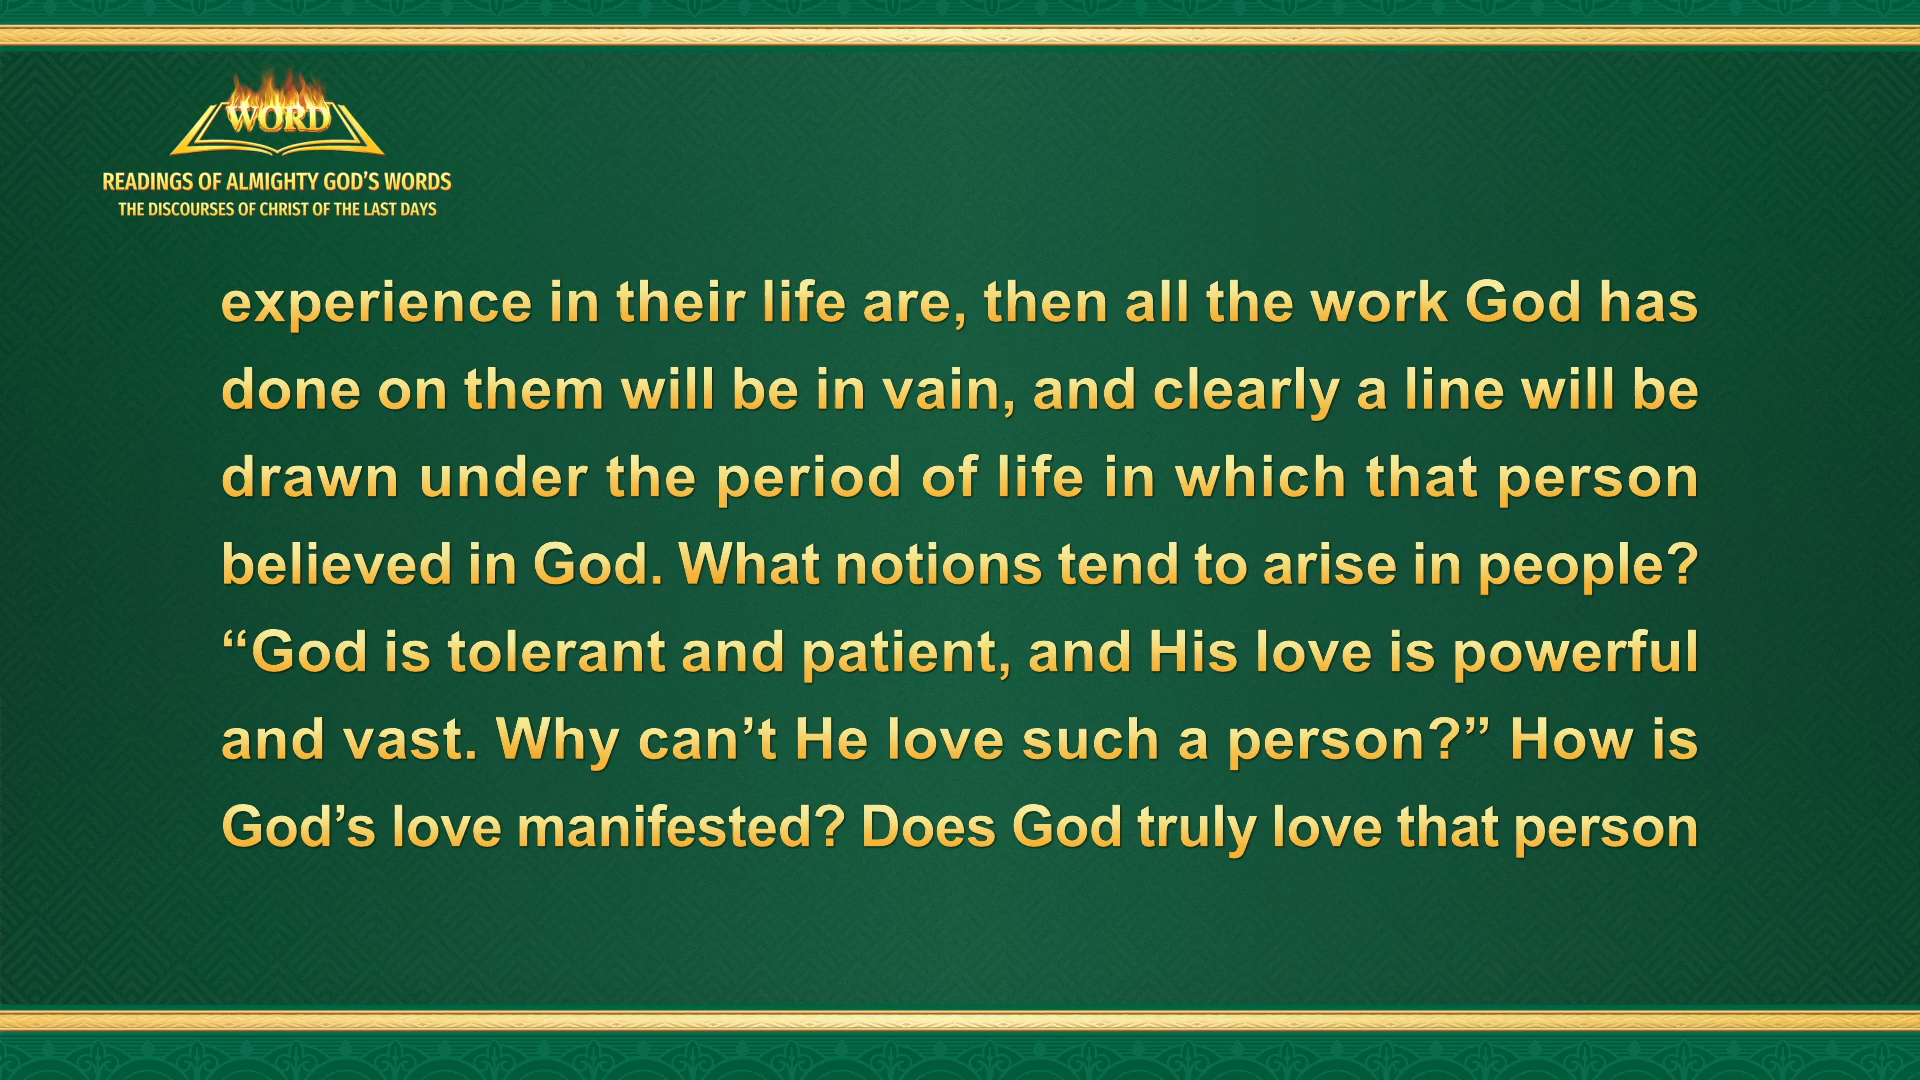 WORD
READINGS OF ALMIGHTY GOD’S WORDS
THE DISCOURSES OF CHRIST OF THE LAST DAYS
experience in their life are, then all the work God has
done on them will be in vain, and clearly a line will be
drawn under the period of life in which that person
believed in God. What notions tend to arise in people?
“God is tolerant and patient, and His love is powerful
and vast. Why can’t He love such a person?” How is
God’s love manifested? Does God truly love that person